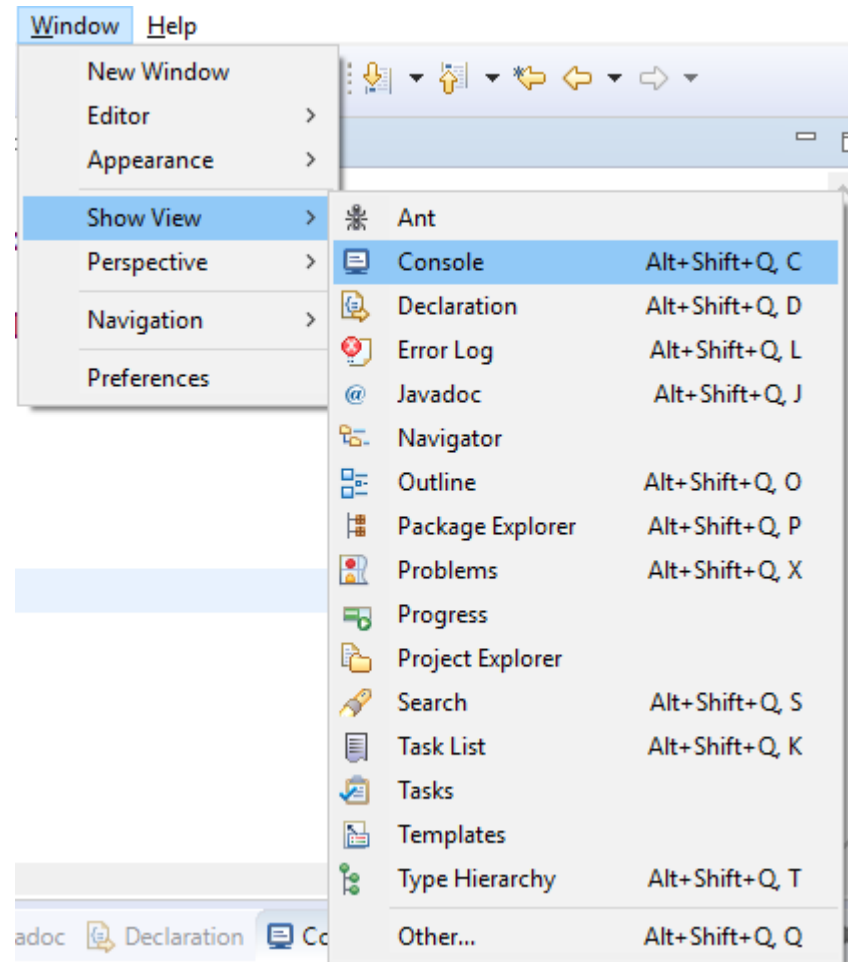 Window Help
New Window
Editor
Appearance
Show View
Perspective
Navigation
Preferences
Ant
Console Alt+Shift+Q, C
Declaration Alt+Shift+Q, D
Error Log Alt+Shift+Q, L
Javadoc Alt+Shift+Q, J
Navigator
Outline Alt+Shift+Q, O
Package Explorer Alt+Shift+Q, P
Problems Alt+Shift+Q, X
Progress
Project Explorer
Search Alt+Shift+Q, S
Task List Alt+Shift+Q, K
Tasks
Templates
Type Hierarchy Alt+Shift+Q, T
Other... Alt+Shift+Q, Q
adoc Declaration Co